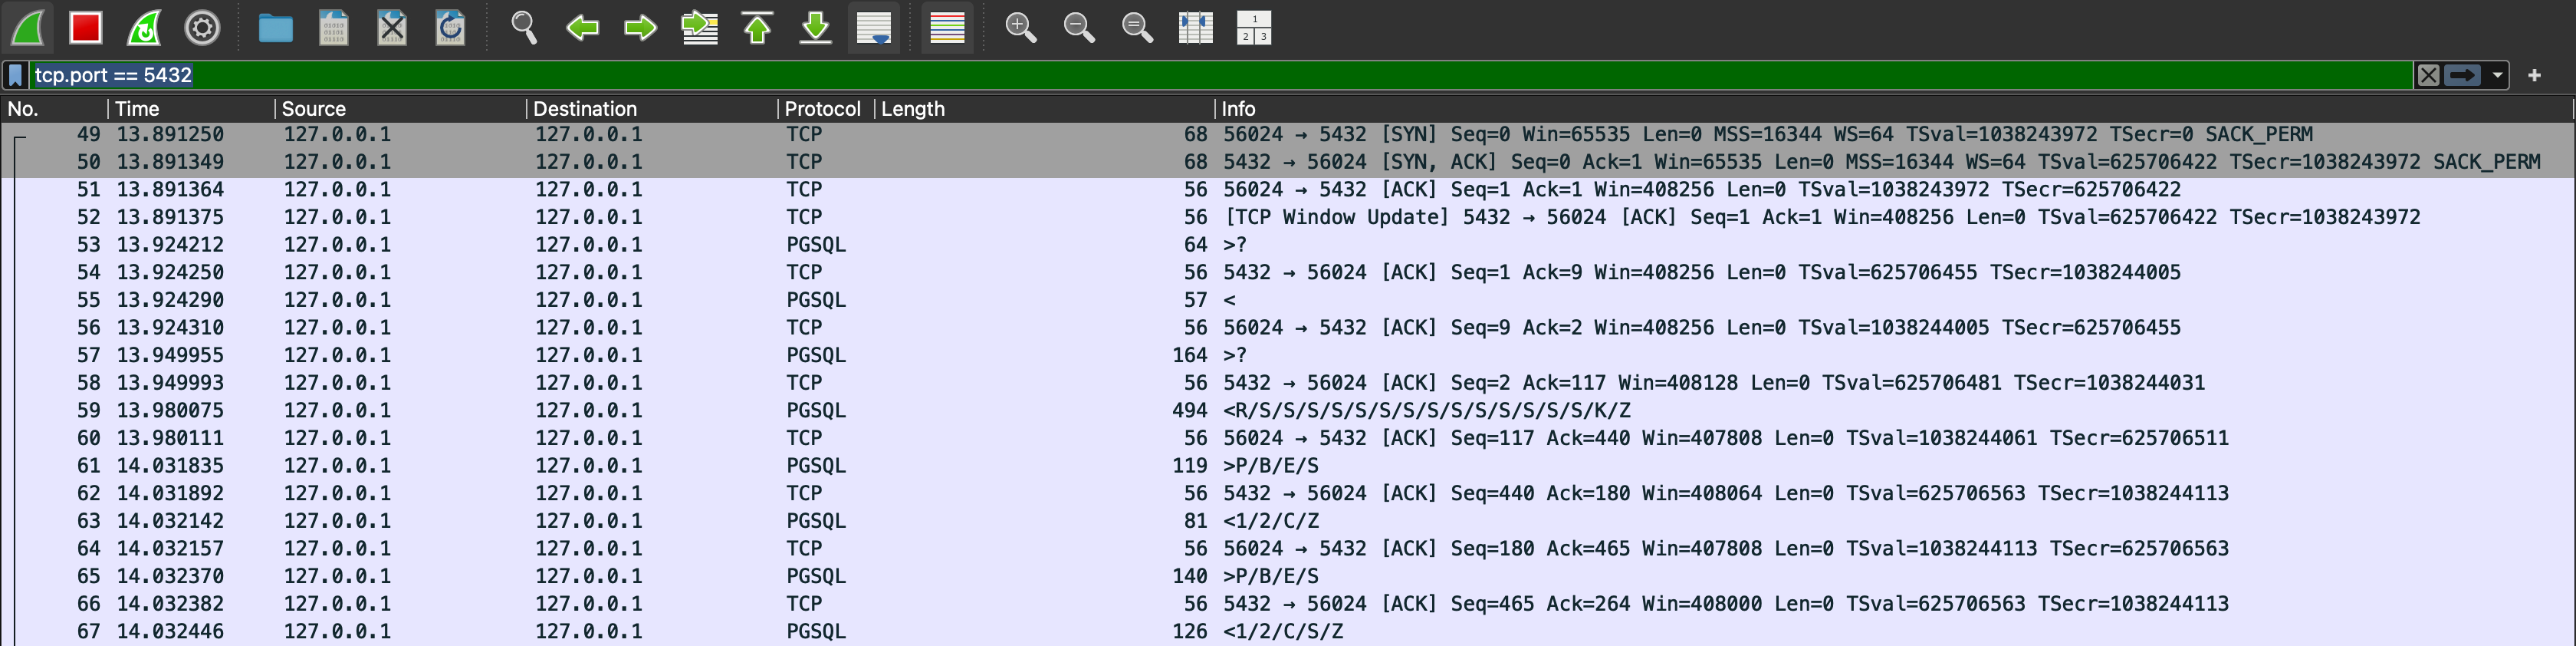 tcp.port == 5432
No. Time Source Destination Protocol Length Info
49 13.891250 127.0.0.1 127.0.0.1 TCP 68 56024 → 5432 [SYN] Seq=0 Win=65535 Len=0 MSS=16344 WS=64 TSval=1038243972 TSecr=0 SACK_PERM
50 13.891349 127.0.0.1 127.0.0.1 TCP 68 5432 → 56024 [SYN, ACK] Seq=0 Ack=1 Win=65535 Len=0 MSS=16344 WS=64 TSval=625706422 TSecr=1038243972 SACK_PERM
51 13.891364 127.0.0.1 127.0.0.1 TCP 56 56024 → 5432 [ACK] Seq=1 Ack=1 Win=408256 Len=0 TSval=1038243972 TSecr=625706422
52 13.891375 127.0.0.1 127.0.0.1 TCP 56 [TCP Window Update] 5432 → 56024 [ACK] Seq=1 Ack=1 Win=408256 Len=0 TSval=625706422 TSecr=1038243972
53 13.924212 127.0.0.1 127.0.0.1 PGSQL 64 >?
54 13.924250 127.0.0.1 127.0.0.1 TCP 56 5432 → 56024 [ACK] Seq=1 Ack=9 Win=408256 Len=0 TSval=625706455 TSecr=1038244005
55 13.924290 127.0.0.1 127.0.0.1 PGSQL 57 <
56 13.924310 127.0.0.1 127.0.0.1 TCP 56 56024 → 5432 [ACK] Seq=9 Ack=2 Win=408256 Len=0 TSval=1038244005 TSecr=625706455
57 13.949955 127.0.0.1 127.0.0.1 PGSQL 164 >?
58 13.949993 127.0.0.1 127.0.0.1 TCP 56 5432 → 56024 [ACK] Seq=2 Ack=117 Win=408128 Len=0 TSval=625706481 TSecr=1038244031
59 13.980075 127.0.0.1 127.0.0.1 PGSQL 494 <R/S/S/S/S/S/S/S/S/S/S/S/S/S/S/K/Z
60 13.980111 127.0.0.1 127.0.0.1 TCP 56 56024 → 5432 [ACK] Seq=117 Ack=440 Win=407808 Len=0 TSval=1038244061 TSecr=625706511
61 14.031835 127.0.0.1 127.0.0.1 PGSQL 119 >P/B/E/S
62 14.031892 127.0.0.1 127.0.0.1 TCP 56 5432 → 56024 [ACK] Seq=440 Ack=180 Win=408064 Len=0 TSval=625706563 TSecr=1038244113
63 14.032142 127.0.0.1 127.0.0.1 PGSQL 81 <1/2/C/Z
64 14.032157 127.0.0.1 127.0.0.1 TCP 56 56024 → 5432 [ACK] Seq=180 Ack=465 Win=407808 Len=0 TSval=1038244113 TSecr=625706563
65 14.032370 127.0.0.1 127.0.0.1 PGSQL 140 >P/B/E/S
66 14.032382 127.0.0.1 127.0.0.1 TCP 56 5432 → 56024 [ACK] Seq=465 Ack=264 Win=408000 Len=0 TSval=625706563 TSecr=1038244113
67 14.032446 127.0.0.1 127.0.0.1 PGSQL 126 <1/2/C/S/Z